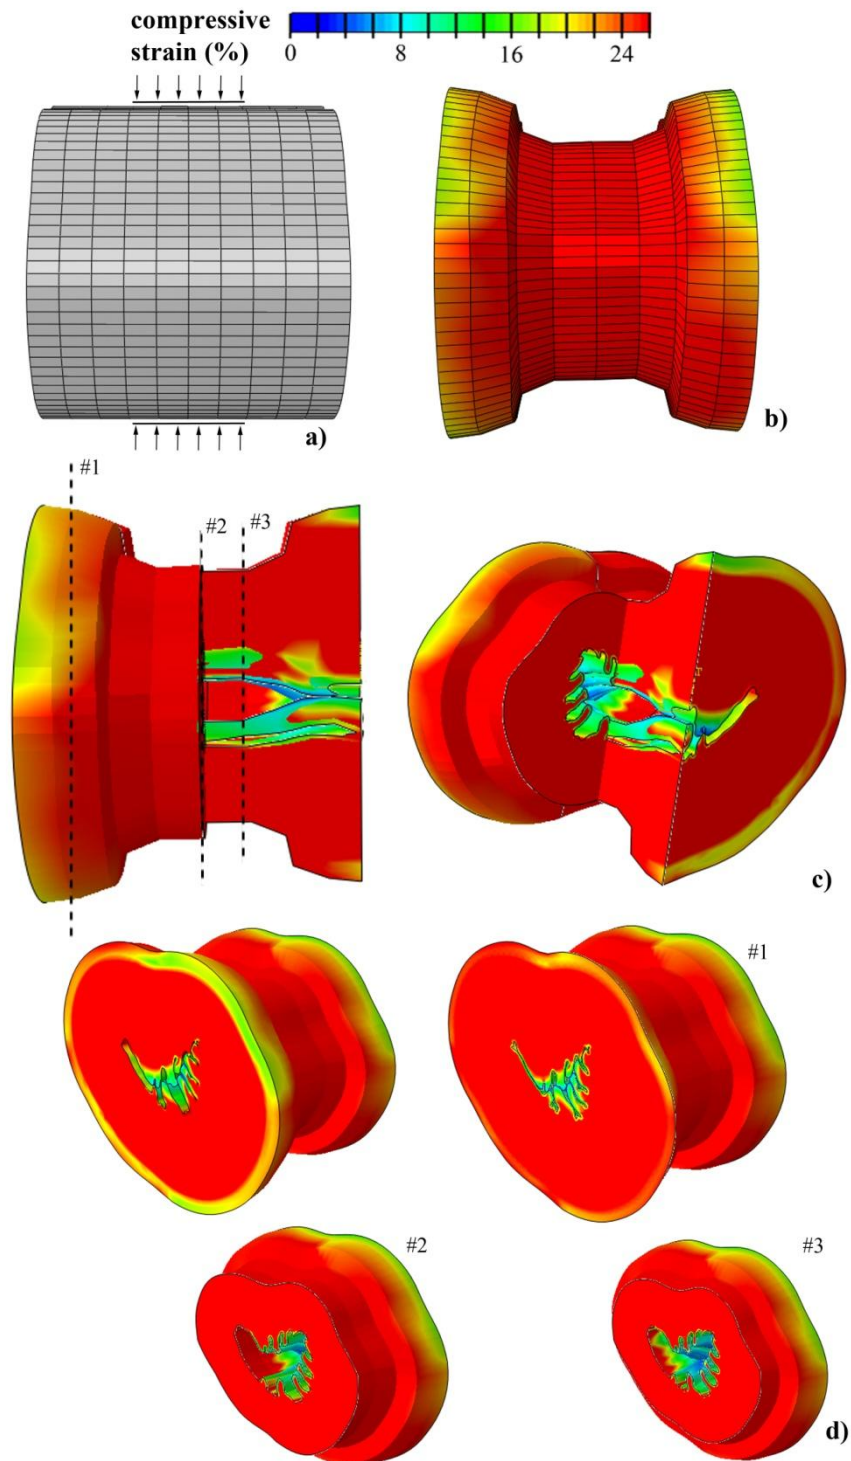 compressive
strain (%)
0 8 16 24
a)
b)
#1
#2 #3
c)
#1
#2 #3
d)